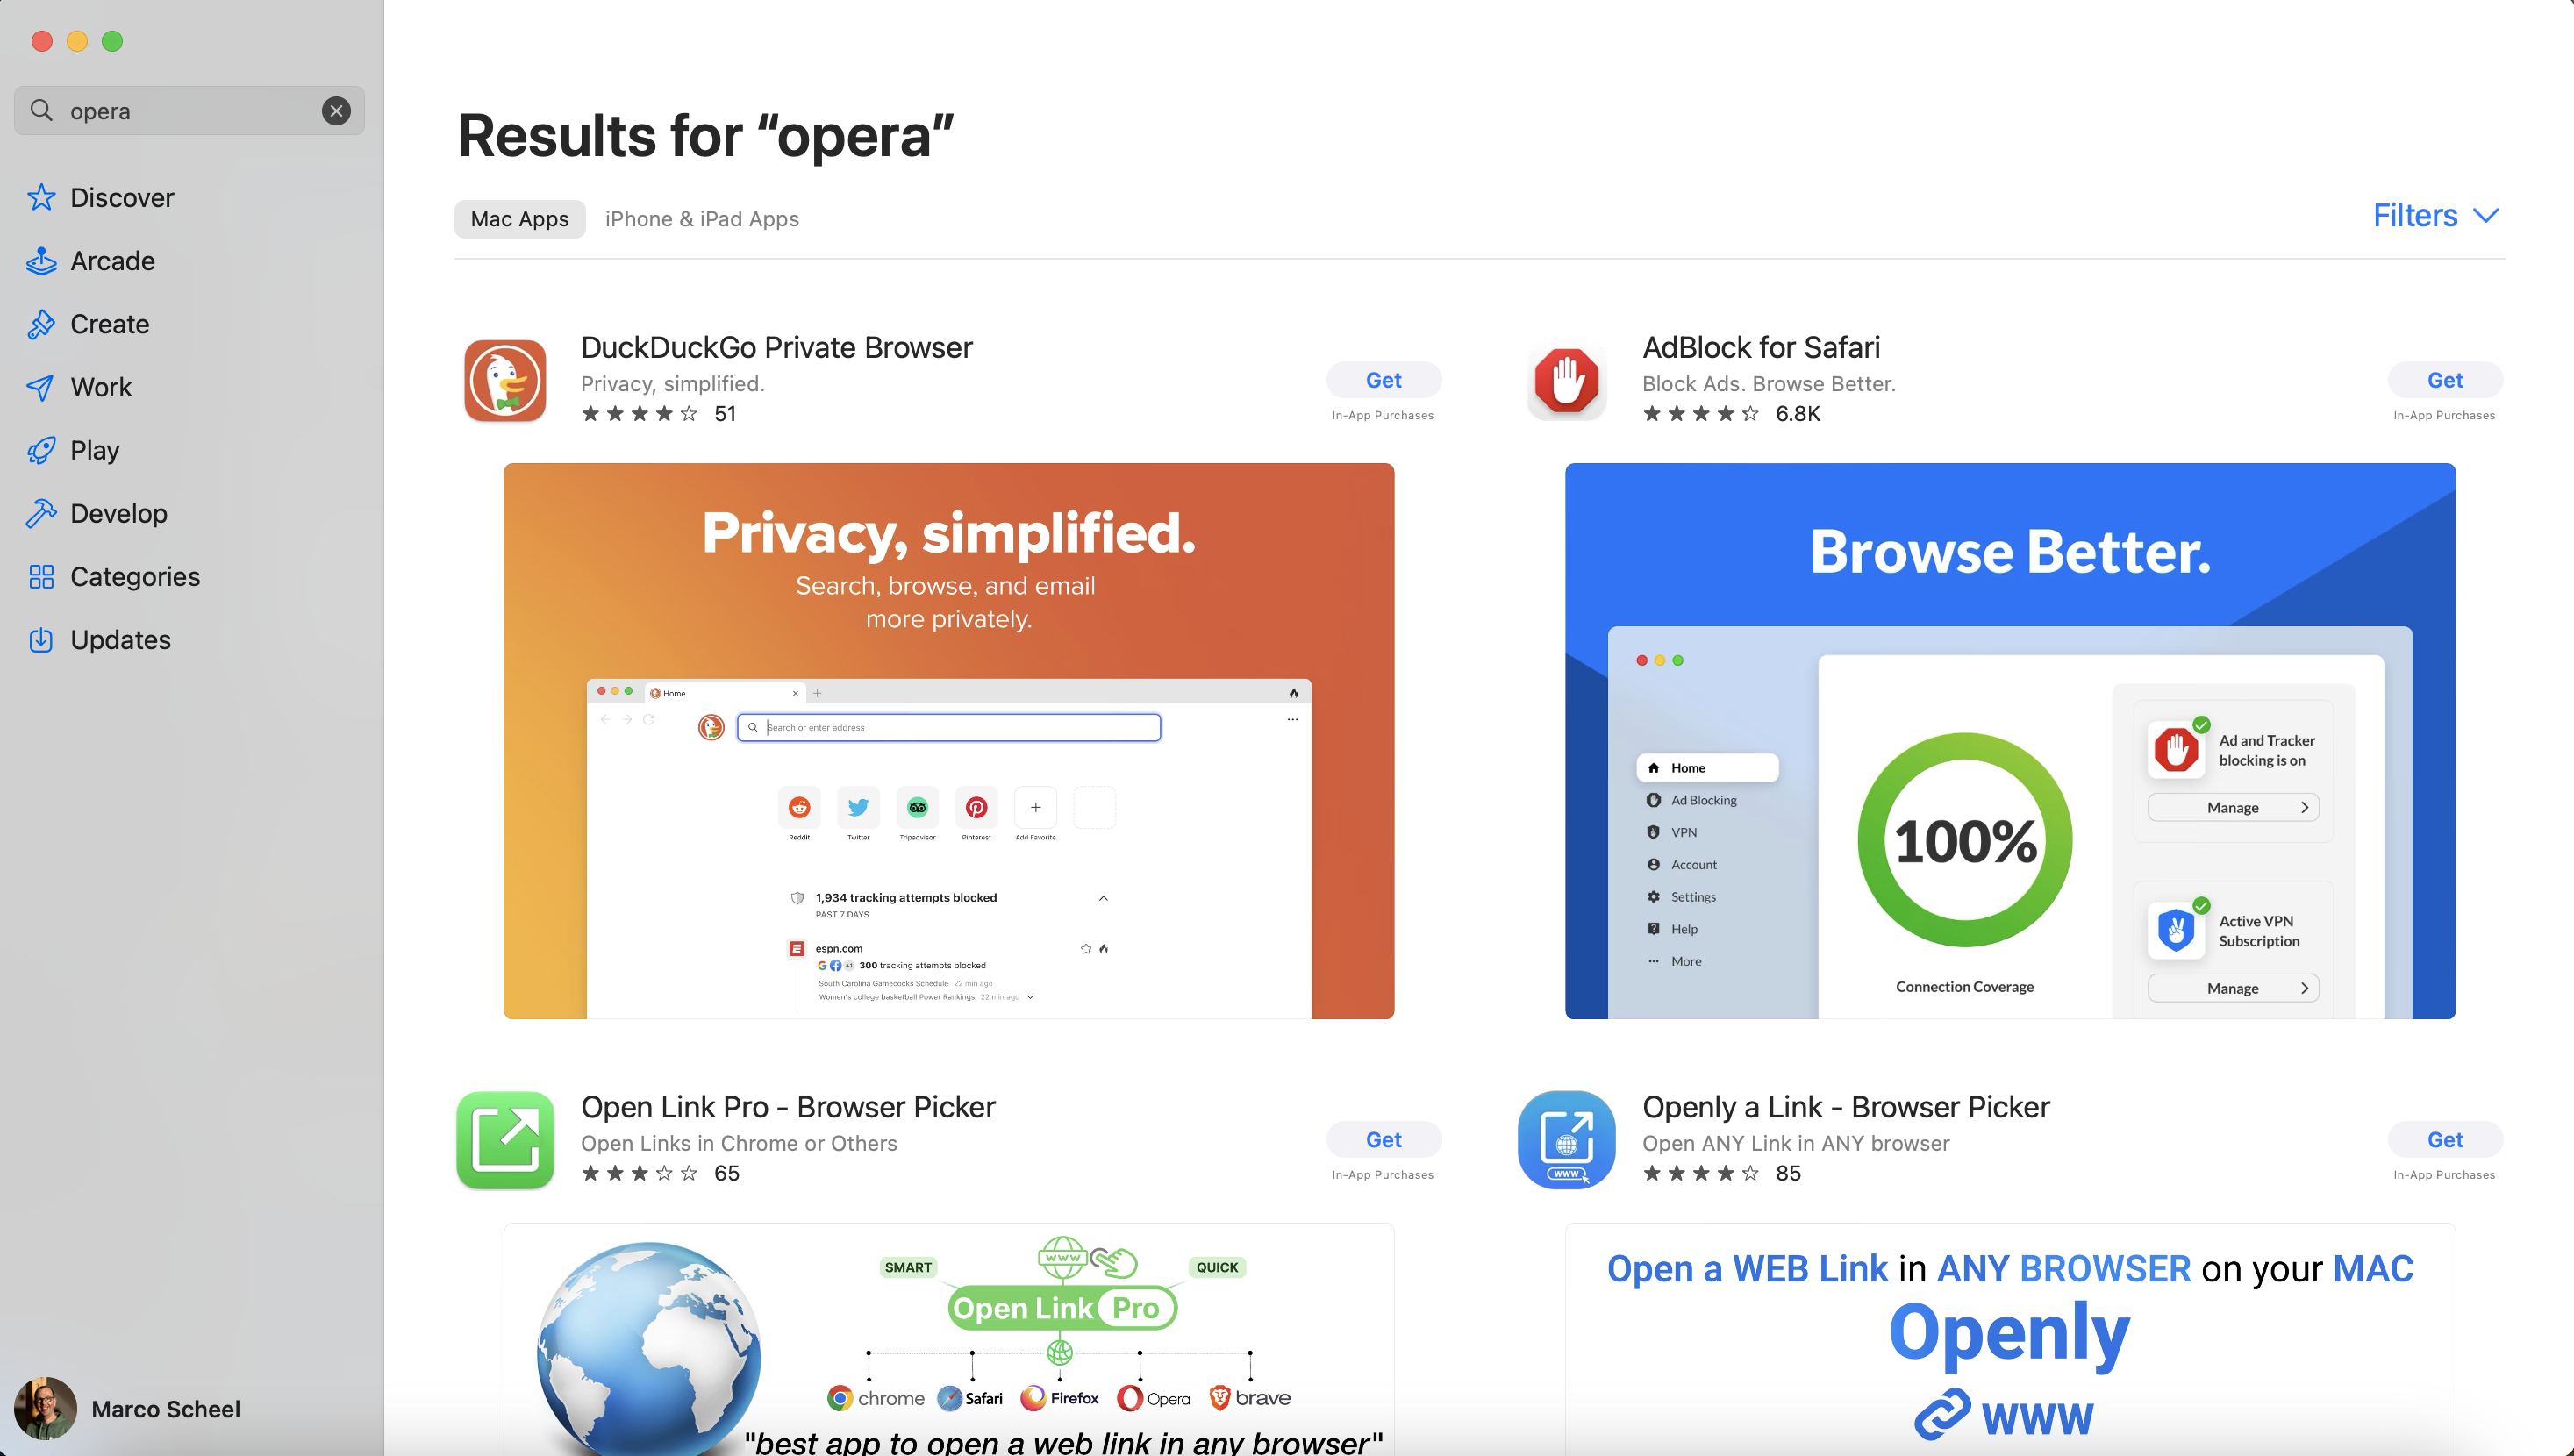 opera
Discover
Arcade
Create
Work
Play
Develop
Categories
Updates
Marco Scheel
Results for “opera”
Mac Apps
iPhone & iPad Apps
Filters
DuckDuckGo Private Browser
Privacy, simplified.
51
Get
In-App Purchases
Privacy, simplified.
Search, browse, and email
more privately.
Home
Search or enter address
Reddit
Twitter
Tripadvisor
Pinterest
Add Favorite
1,934 tracking attempts blocked
PAST 7 DAYS
espn.com
+1 300 tracking attempts blocked
South Carolina Gamecocks Schedule 22 min ago
Women's college basketball Power Rankings 22 min ago
AdBlock for Safari
Block Ads. Browse Better.
6.8K
Get
In-App Purchases
Browse Better.
Home
Ad Blocking
VPN
Account
Settings
Help
More
100%
Connection Coverage
Ad and Tracker
blocking is on
Manage
Active VPN
Subscription
Manage
Open Link Pro - Browser Picker
Open Links in Chrome or Others
65
Get
In-App Purchases
SMART
www
QUICK
Open Link Pro
chrome
Safari
Firefox
Opera
brave
"best app to open a web link in any browser"
www
Openly a Link - Browser Picker
Open ANY Link in ANY browser
85
Get
In-App Purchases
Open a WEB Link in ANY BROWSER on your MAC
Openly
www